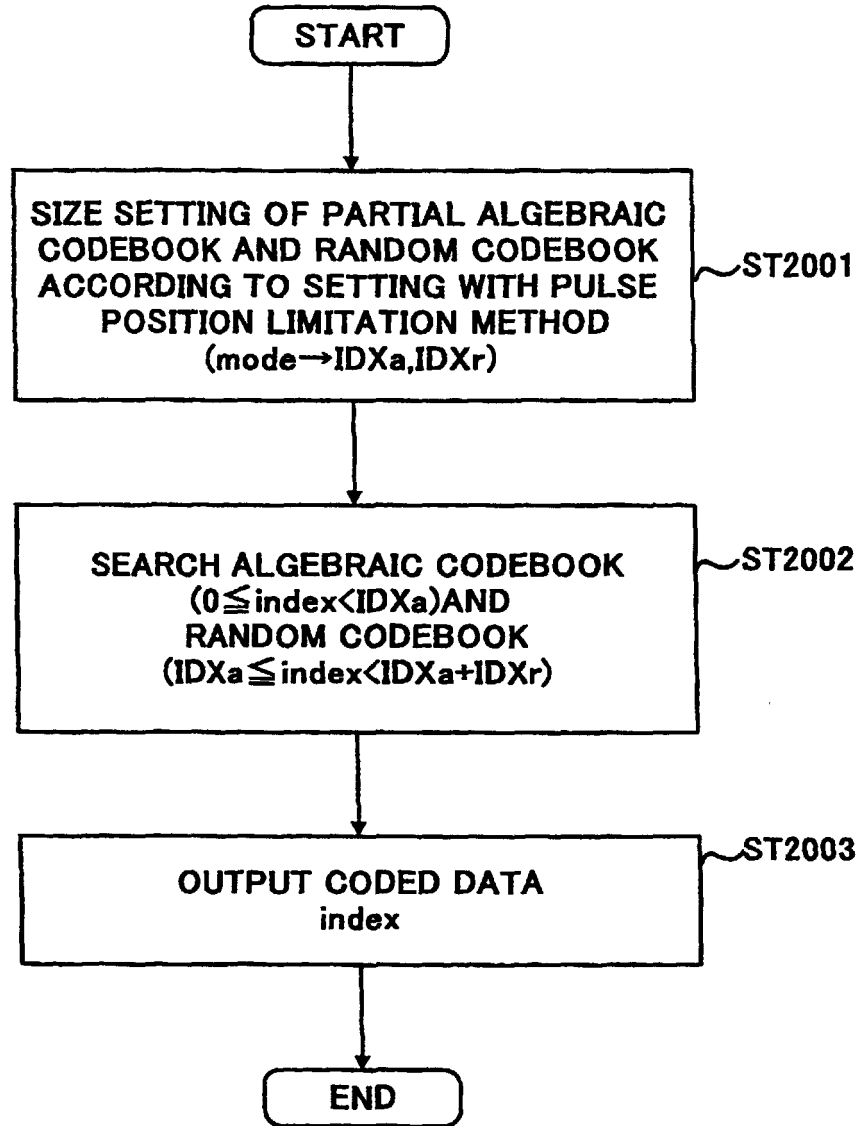 START
SIZE SETTING OF PARTIAL ALGEBRAIC
CODEBOOK AND RANDOM CODEBOOK
ACCORDING TO SETTING WITH PULSE
POSITION LIMITATION METHOD
(mode→IDXa,IDXr)
ST2001
SEARCH ALGEBRAIC CODEBOOK
(0≦index<IDXa)AND
RANDOM CODEBOOK
(IDXa≦index<IDXa+IDXr)
ST2002
OUTPUT CODED DATA
index
ST2003
END